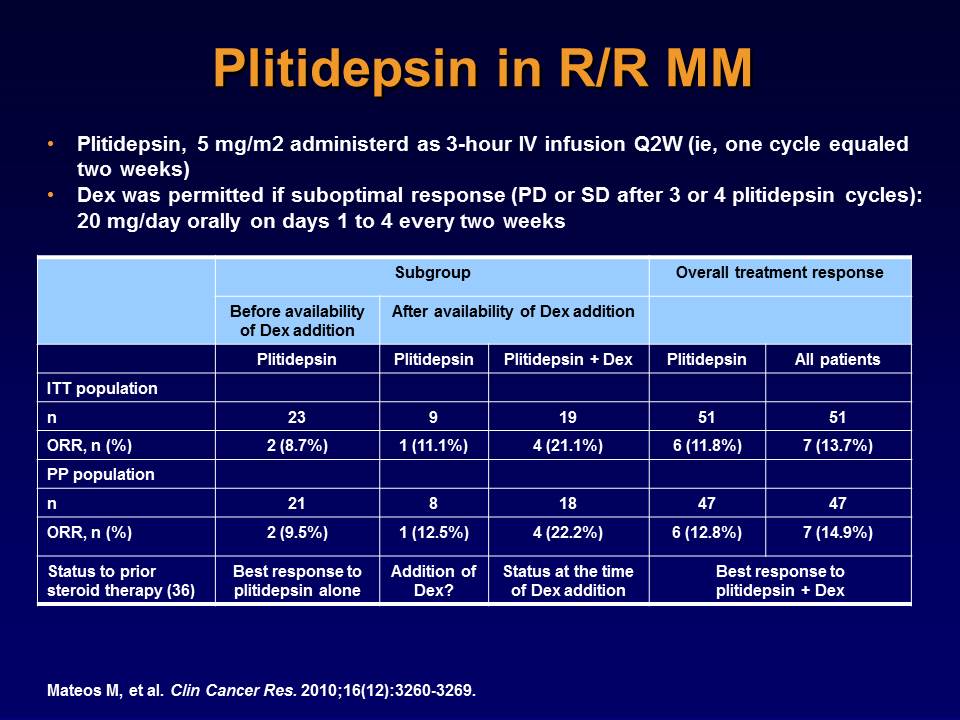 Plitidepsin in R/R MM
• Plitidepsin, 5 mg/m2 administerd as 3-hour IV infusion Q2W (ie, one cycle equaled
two weeks)
• Dex was permitted if suboptimal response (PD or SD after 3 or 4 plitidepsin cycles):
20 mg/day orally on days 1 to 4 every two weeks
Subgroup Overall treatment response
Before availability
of Dex addition
After availability of Dex addition
Plitidepsin Plitidepsin Plitidepsin + Dex Plitidepsin All patients
ITT population
n 23 9 19 51 51
ORR, n (%) 2 (8.7%) 1 (11.1%) 4 (21.1%) 6 (11.8%) 7 (13.7%)
PP population
n 21 8 18 47 47
ORR, n (%) 2 (9.5%) 1 (12.5%) 4 (22.2%) 6 (12.8%) 7 (14.9%)
Status to prior
steroid therapy (36)
Best response to
plitidepsin alone
Addition of
Dex?
Status at the time
of Dex addition
Best response to
plitidepsin + Dex
Mateos M, et al. Clin Cancer Res. 2010;16(12):3260-3269.